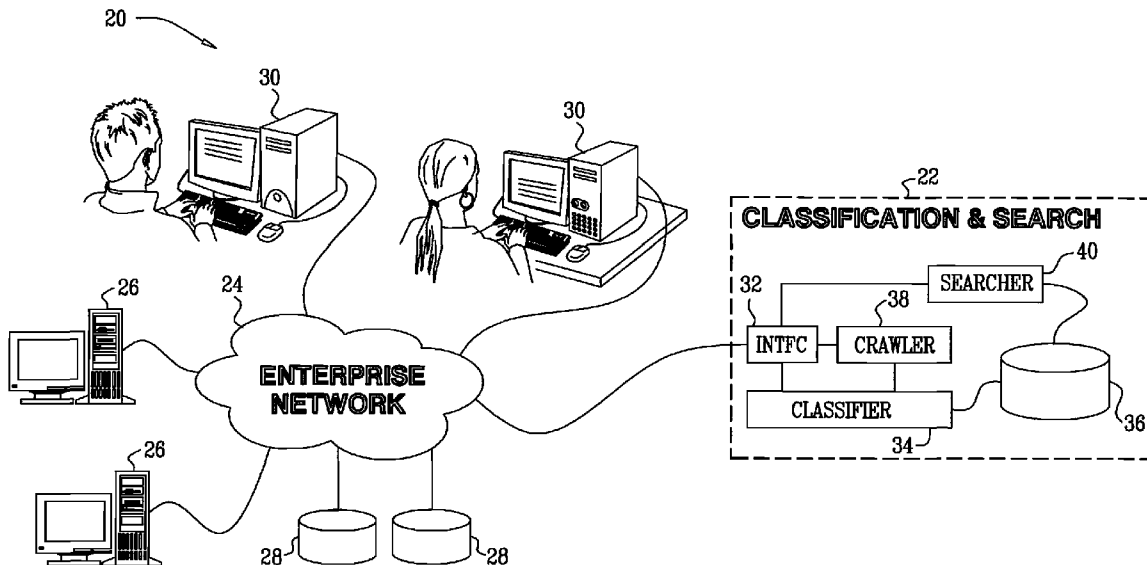 20
30
30
22
CLASSIFICATION & SEARCH
40
SEARCHER
26
24
32
38
INTFC
CRAWLER
ENTERPRISE
NETWORK
CLASSIFIER
34
36
26
28
28